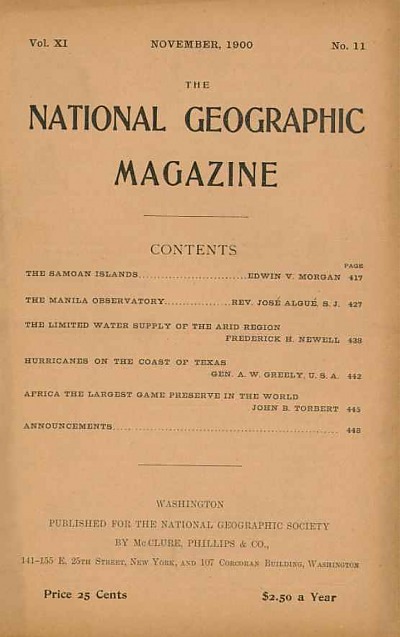 Vol. XI NOVEMBER, 1900 No. 11
THE
NATIONAL GEOGRAPHIC
MAGAZINE
CONTENTS
PAGE
THE SAMOAN ISLANDS............................EDWIN V. MORGAN 417
THE MANILA OBSERVATORY.................REV. JOSÉ ALGUÉ, S. J. 427
THE LIMITED WATER SUPPLY OF THE ARID REGION
FREDERICK H. NEWELL 438
HURRICANES ON THE COAST OF TEXAS
GEN. A. W. GREELY, U. S. A. 442
AFRICA THE LARGEST GAME PRESERVE IN THE WORLD
JOHN B. TORBERT 445
ANNOUNCEMENTS.................................................. 448
WASHINGTON
PUBLISHED FOR THE NATIONAL GEOGRAPHIC SOCIETY
BY McCLURE, PHILLIPS & CO.,
141-155 E. 25TH STREET, NEW YORK, AND 107 CORCORAN BUILDING, WASHINGTON
Price 25 Cents $2.50 a Year